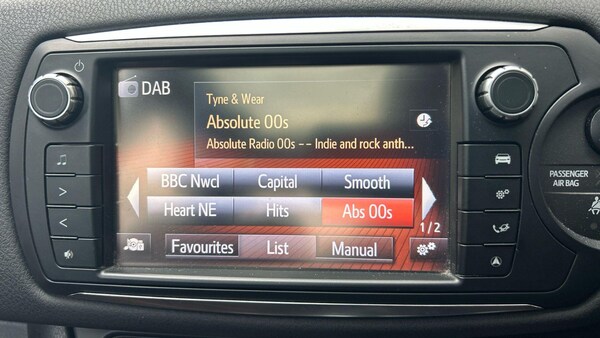 DAB
Tyne & Wear
Absolute 00s
Absolute Radio 00s -- Indie and rock anth...
BBC Nwcl Capital Smooth
Heart NE Hits Abs 00s
1/2
Favourites List Manual
PASSENGER
AIR BAG